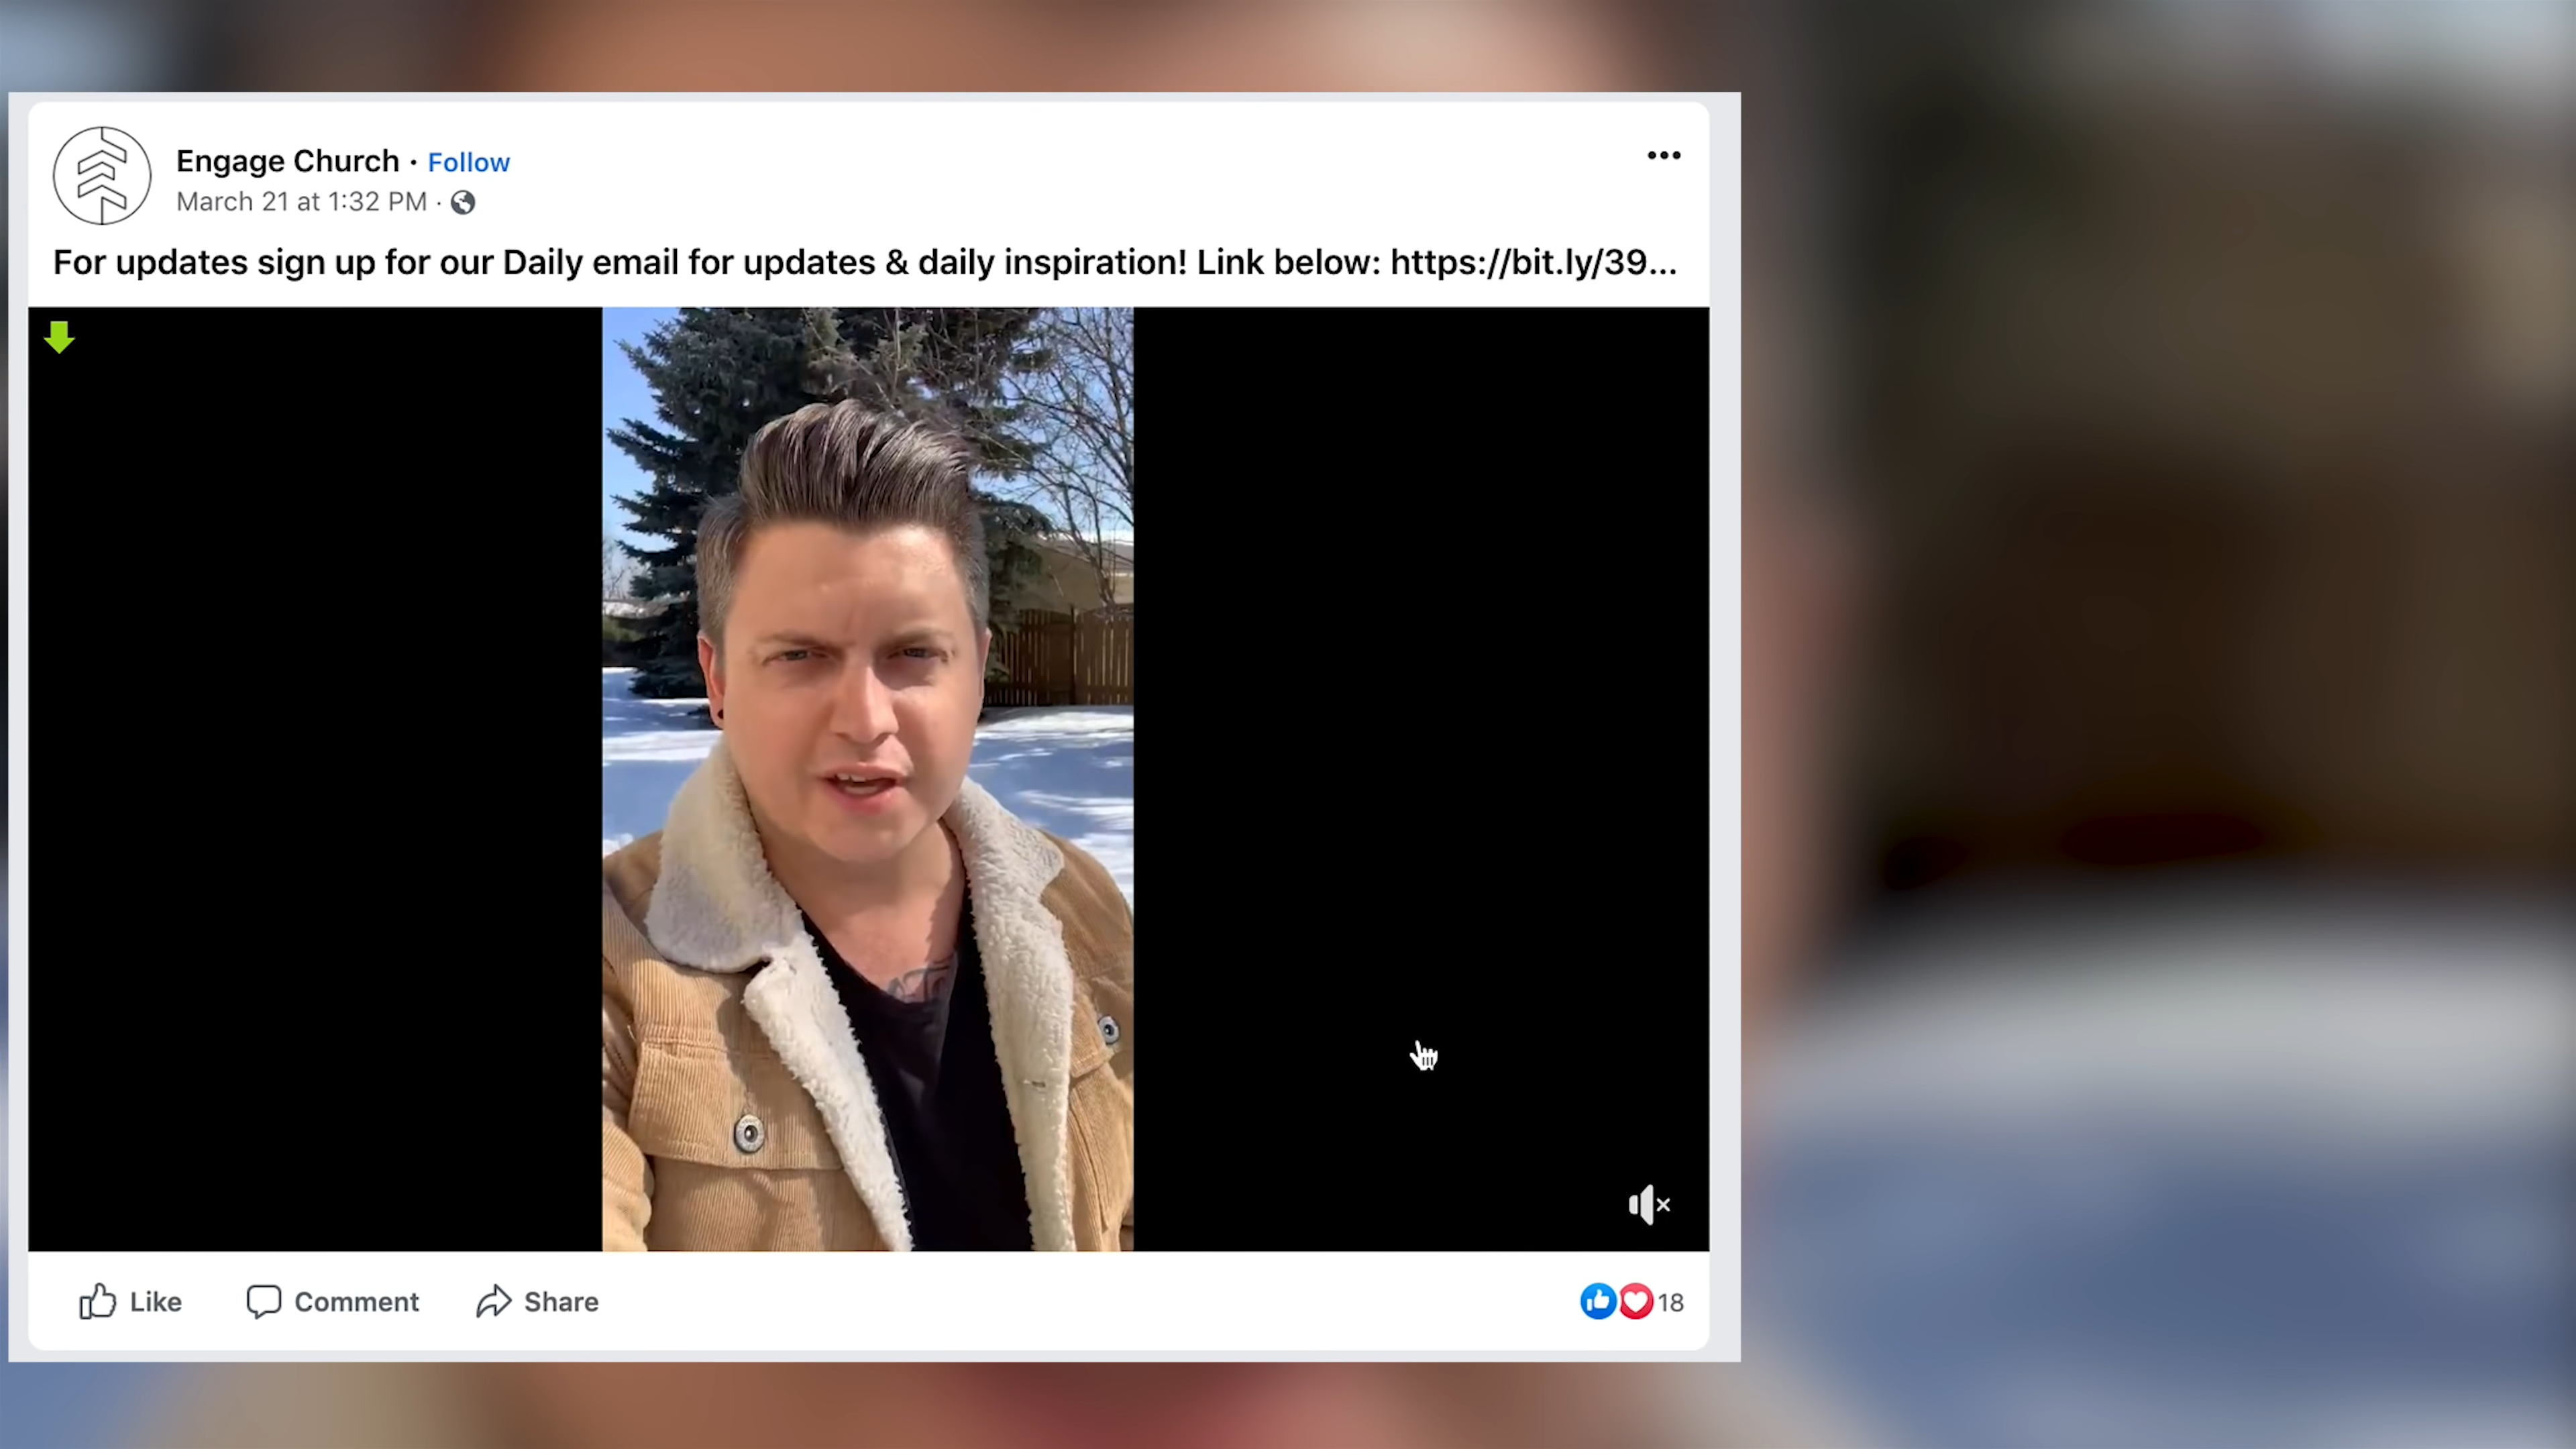 Engage Church · Follow
March 21 at 1:32 PM ·
For updates sign up for our Daily email for updates & daily inspiration! Link below: https://bit.ly/39...
Like Comment Share 18